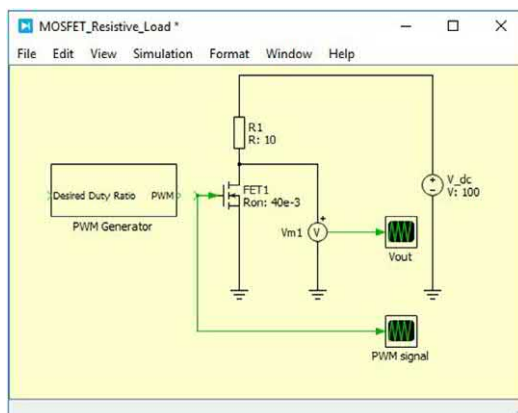 MOSFET_Resistive_Load *
File Edit View Simulation Format Window Help
R1
R: 10
V_dc
V: 100
Desired Duty Ratio PWM
PWM Generator
FET1
Ron: 40e-3
Vm1
V
Vout
PWM signal